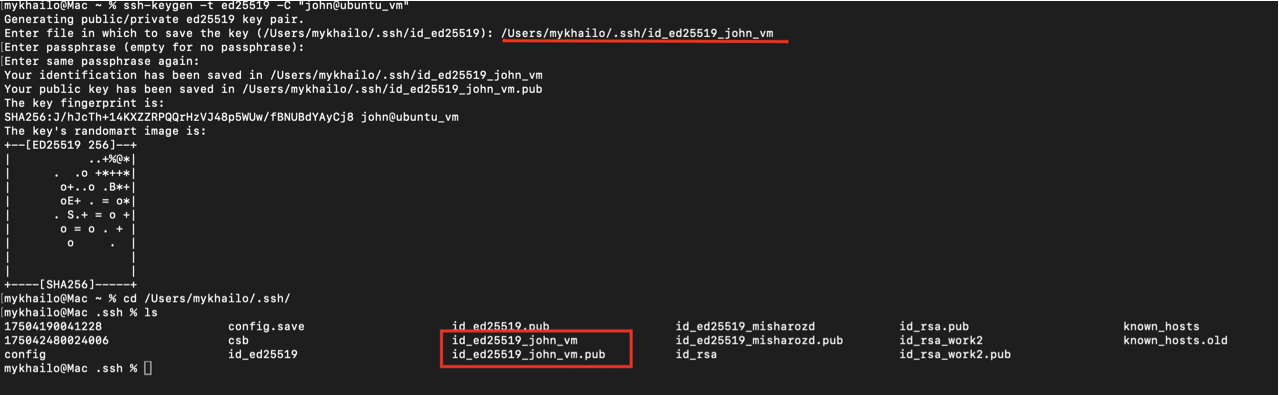 mykhailo@Mac ~ % ssh-keygen -t ed25519 -C "john@ubuntu_vm"
Generating public/private ed25519 key pair.
Enter file in which to save the key (/Users/mykhailo/.ssh/id_ed25519): /Users/mykhailo/.ssh/id_ed25519_john_vm
Enter passphrase (empty for no passphrase):
Enter same passphrase again:
Your identification has been saved in /Users/mykhailo/.ssh/id_ed25519_john_vm
Your public key has been saved in /Users/mykhailo/.ssh/id_ed25519_john_vm.pub
The key fingerprint is:
SHA256:J/hJcTh+14KXZZRPQQrHzVJ48p5WUw/fBNUBdYAyCj8 john@ubuntu_vm
The key's randomart image is:
+--[ED25519 256]--+
|          ..+%@*|
|      .  .o +*++*|
|       o+..o .B*+|
|       oE+ . = o*|
|      . S.+ = o +|
|       o = o . + |
|        o     .  |
|                 |
|                 |
+----[SHA256]-----+
mykhailo@Mac ~ % cd /Users/mykhailo/.ssh/
mykhailo@Mac .ssh % ls
17504190041228 config.save id_ed25519.pub id_ed25519_misharozd id_rsa.pub known_hosts
175042480024006 csb id_ed25519_john_vm id_ed25519_misharozd.pub id_rsa_work2 known_hosts.old
config id_ed25519 id_ed25519_john_vm.pub id_rsa id_rsa_work2.pub
mykhailo@Mac .ssh %